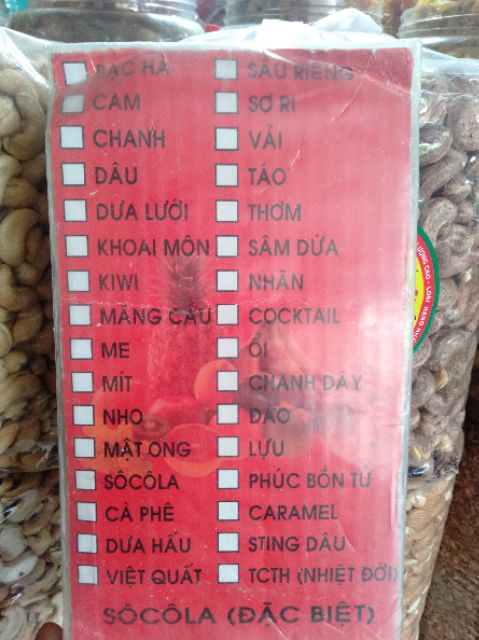 BẠC HÀ
CAM
CHANH
DÂU
DƯA LƯỚI
KHOAI MÔN
KIWI
MÃNG CẦU
ME
MÍT
NHO
MẬT ONG
SÔCÔLA
CÀ PHÊ
DƯA HẤU
VIỆT QUẤT
SẦU RIÊNG
SƠ RI
VẢI
TÁO
THƠM
SÂM DỨA
NHÃN
COCKTAIL
ỔI
CHANH DÂY
ĐÀO
LỰU
PHÚC BỒN TỬ
CARAMEL
STING DÂU
TCTH (NHIỆT ĐỚI)
SÔCÔLA (ĐẶC BIỆT)